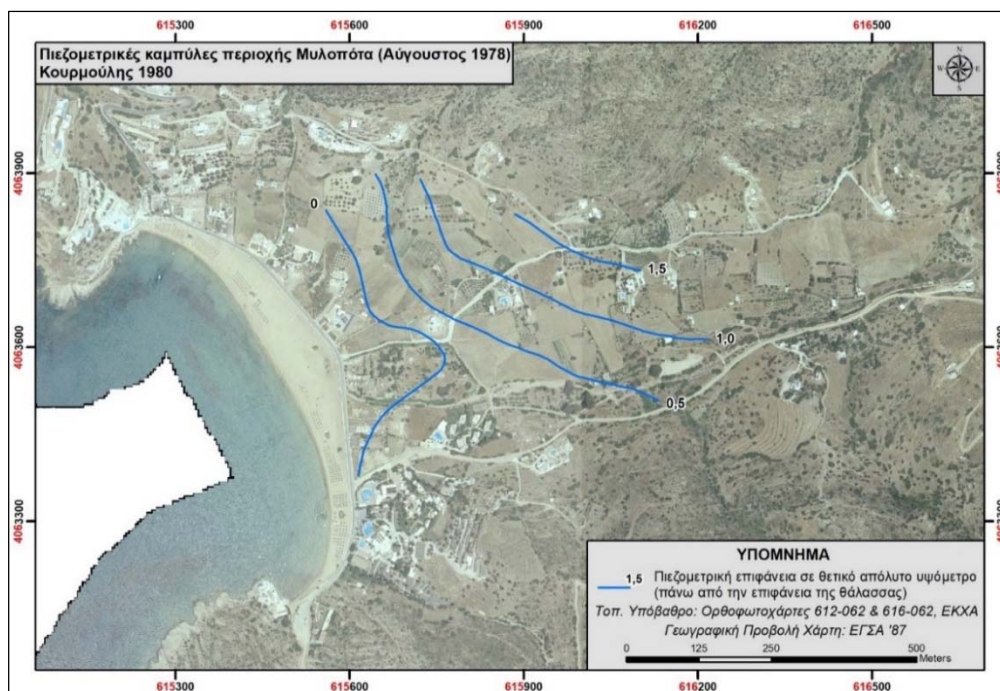 615300 615600 615900 616200 616500
Πιεζομετρικές καμπύλες περιοχής Μυλοπότα (Αύγουστος 1978)
Κουρμούλης 1980
N
W E
S
4063900 4063900
0
1,5
1,0
4063600 4063600
0,5
4063300 4063300
ΥΠΟΜΝΗΜΑ
1,5 Πιεζομετρική επιφάνεια σε θετικό απόλυτο υψόμετρο
(πάνω από την επιφάνεια της θάλασσας)
Τοπ. Υπόβαθρο: Ορθοφωτοχάρτες 612-062 & 616-062, ΕΚΧΑ
Γεωγραφική Προβολή Χάρτη: ΕΓΣΑ '87
0 125 250 500
Meters
615300 615600 615900 616200 616500